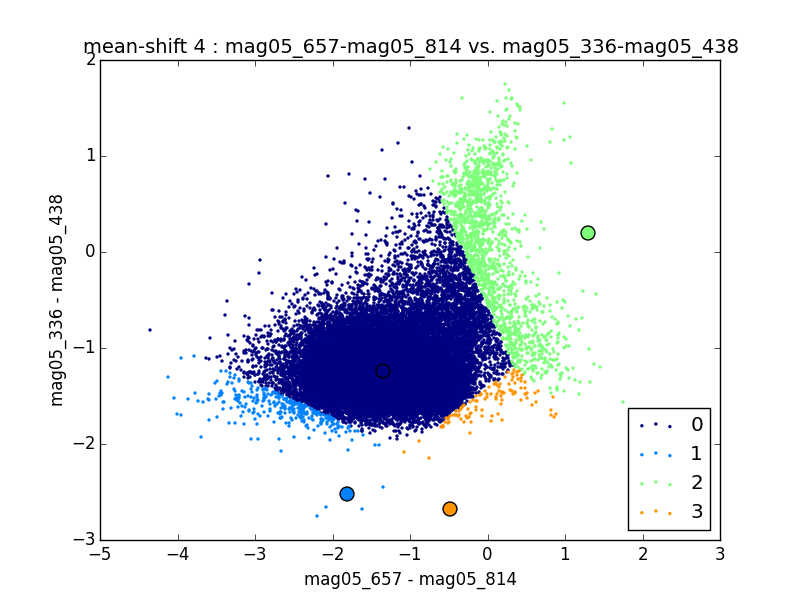 mean-shift 4 : mag05_657-mag05_814 vs. mag05_336-mag05_438
2
1
0
−1
−2
−3
mag05_336 - mag05_438
−5 −4 −3 −2 −1 0 1 2 3
mag05_657 - mag05_814
0
1
2
3